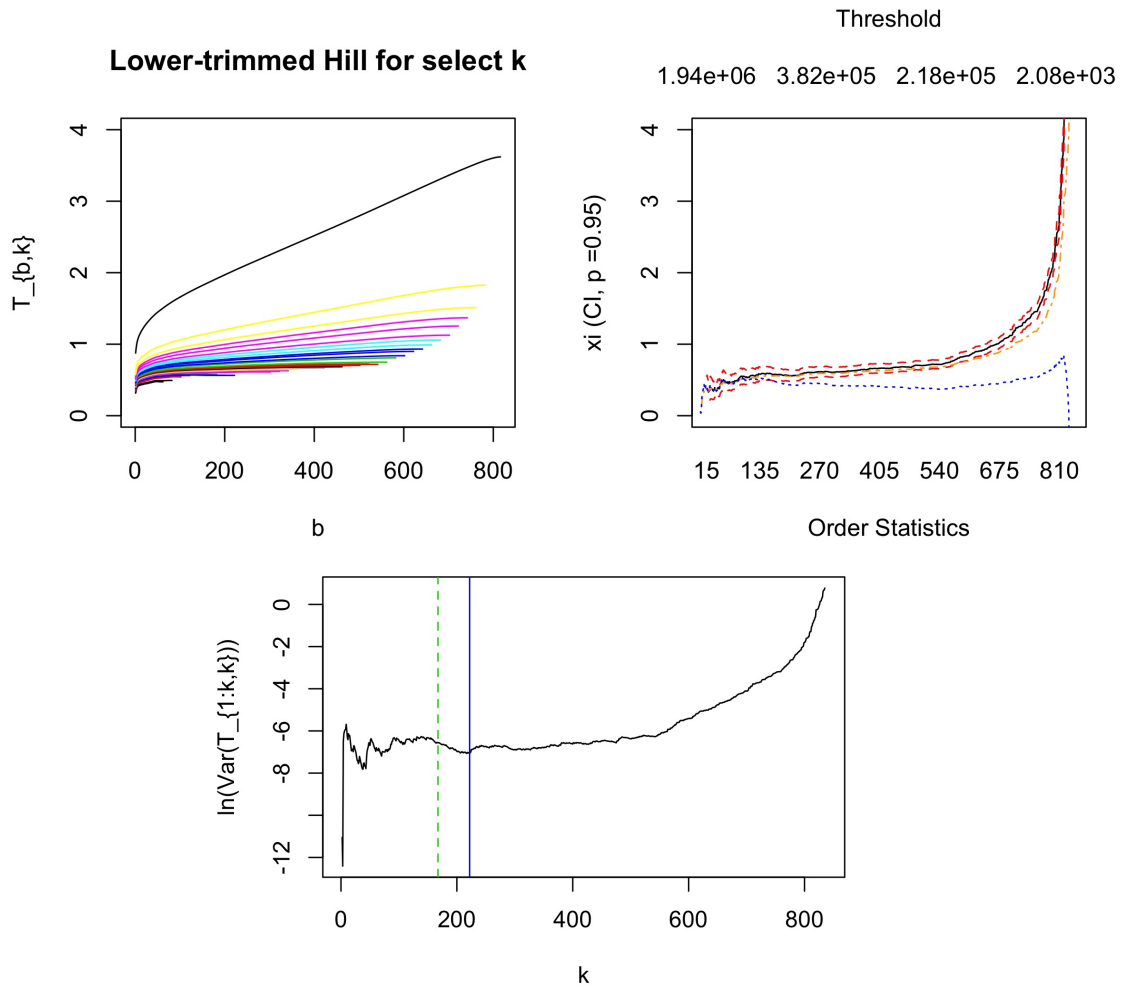 Lower-trimmed Hill for select k
T_{b,k}
4
3
2
1
0
0 200 400 600 800
b
Threshold
1.94e+06 3.82e+05 2.18e+05 2.08e+03
xi (CI, p =0.95)
4
3
2
1
0
15 135 270 405 540 675 810
Order Statistics
ln(Var(T_{1:k,k}))
0
-2
-4
-6
-8
-12
0 200 400 600 800
k